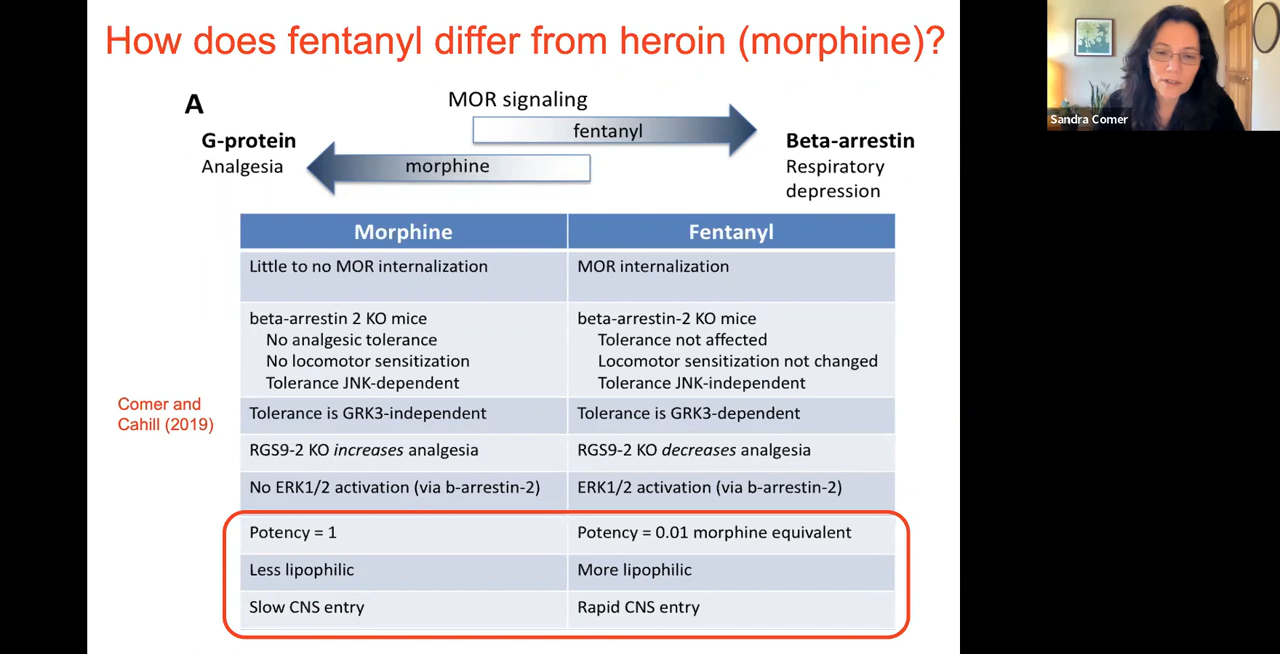 How does fentanyl differ from heroin (morphine)?
Sandra Comer
A
MOR signaling
fentanyl
G-protein
Analgesia
morphine
Beta-arrestin
Respiratory
depression
Morphine
Fentanyl
Little to no MOR internalization
MOR internalization
beta-arrestin 2 KO mice
No analgesic tolerance
No locomotor sensitization
Tolerance JNK-dependent
beta-arrestin-2 KO mice
Tolerance not affected
Locomotor sensitization not changed
Tolerance JNK-independent
Comer and
Cahill (2019)
Tolerance is GRK3-independent
Tolerance is GRK3-dependent
RGS9-2 KO increases analgesia
RGS9-2 KO decreases analgesia
No ERK1/2 activation (via b-arrestin-2)
ERK1/2 activation (via b-arrestin-2)
Potency = 1
Potency = 0.01 morphine equivalent
Less lipophilic
More lipophilic
Slow CNS entry
Rapid CNS entry